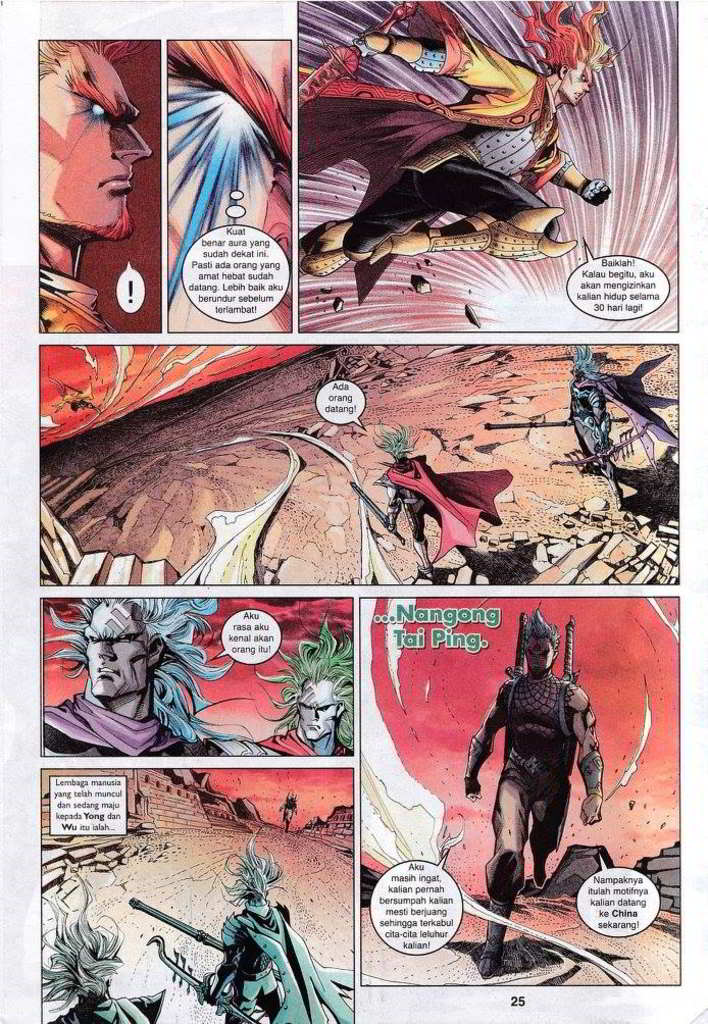 !
Kuat
benar aura yang
sudah dekat ini.
Pasti ada orang yang
amat hebat sudah
datang. Lebih baik aku
berundur sebelum
terlambat!
Baiklah!
Kalau begitu, aku
akan mengizinkan
kalian hidup selama
30 hari lagi!
Ada
orang
datang!
Aku
rasa aku
kenal akan
orang itu!
Lembaga manusia
yang telah muncul
dan sedang maju
kepada Yong dan
Wu itu ialah...
...Nangong
Tai Ping.
Aku
masih ingat,
kalian pernah
bersumpah kalian
mesti berjuang
sehingga terkabul
cita-cita leluhur
kalian!
Nampaknya
itulah motifnya
kalian datang
ke China
sekarang!
25